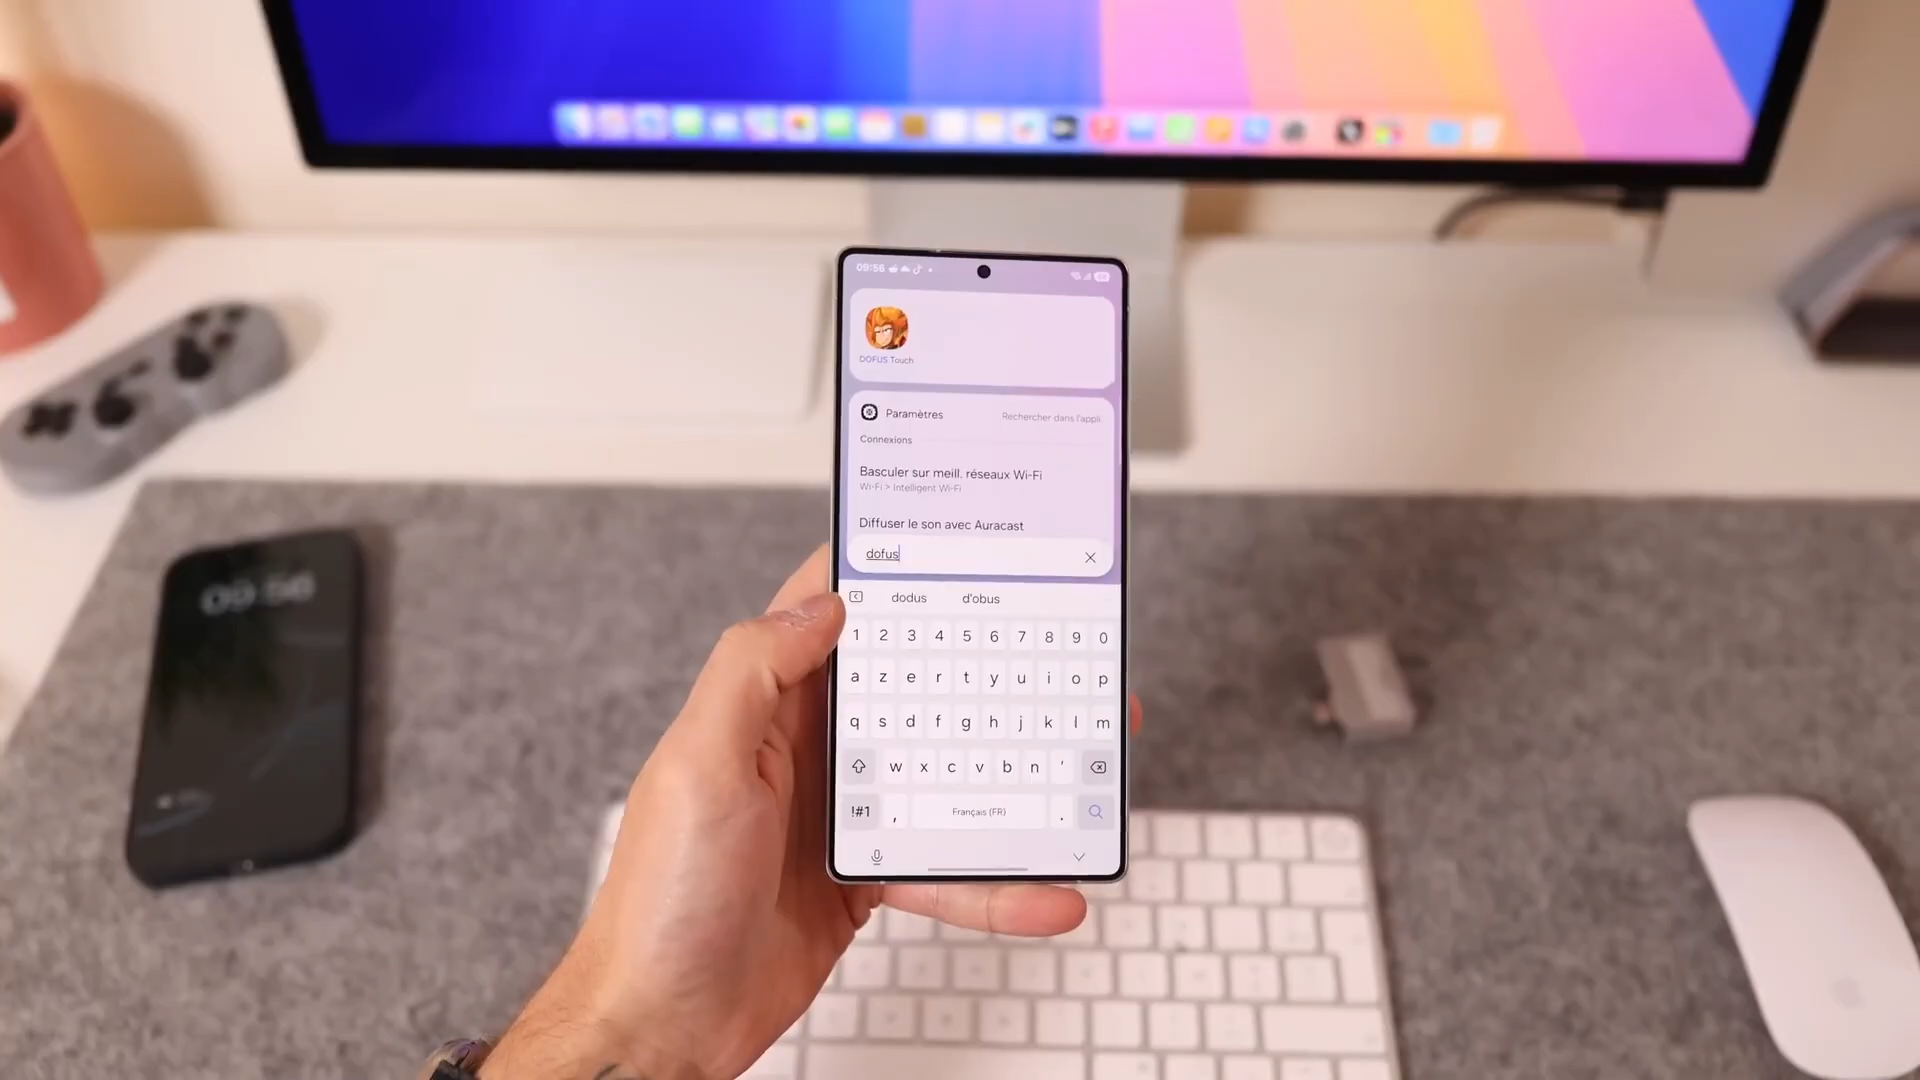 09:56
DOFUS Touch
Paramètres
Rechercher dans l'appli
Connexions
Basculer sur meill. réseaux Wi-Fi
Wi-Fi > Intelligent Wi-Fi
Diffuser le son avec Auracast
dofus
dodus d'obus
1 2 3 4 5 6 7 8 9 0
a z e r t y u i o p
q s d f g h j k l m
w x c v b n '
!#1 , Français (FR) .
09:56